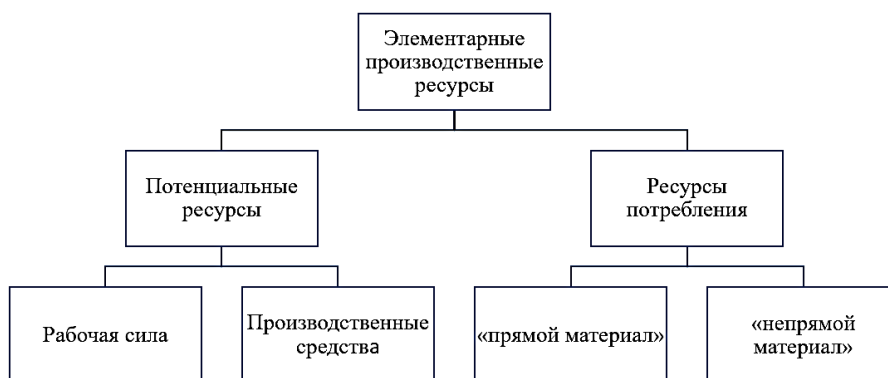 Элементарные
производственные
ресурсы
Потенциальные
ресурсы
Ресурсы
потребления
Рабочая сила
Производственные
средства
«прямой материал»
«непрямой
материал»